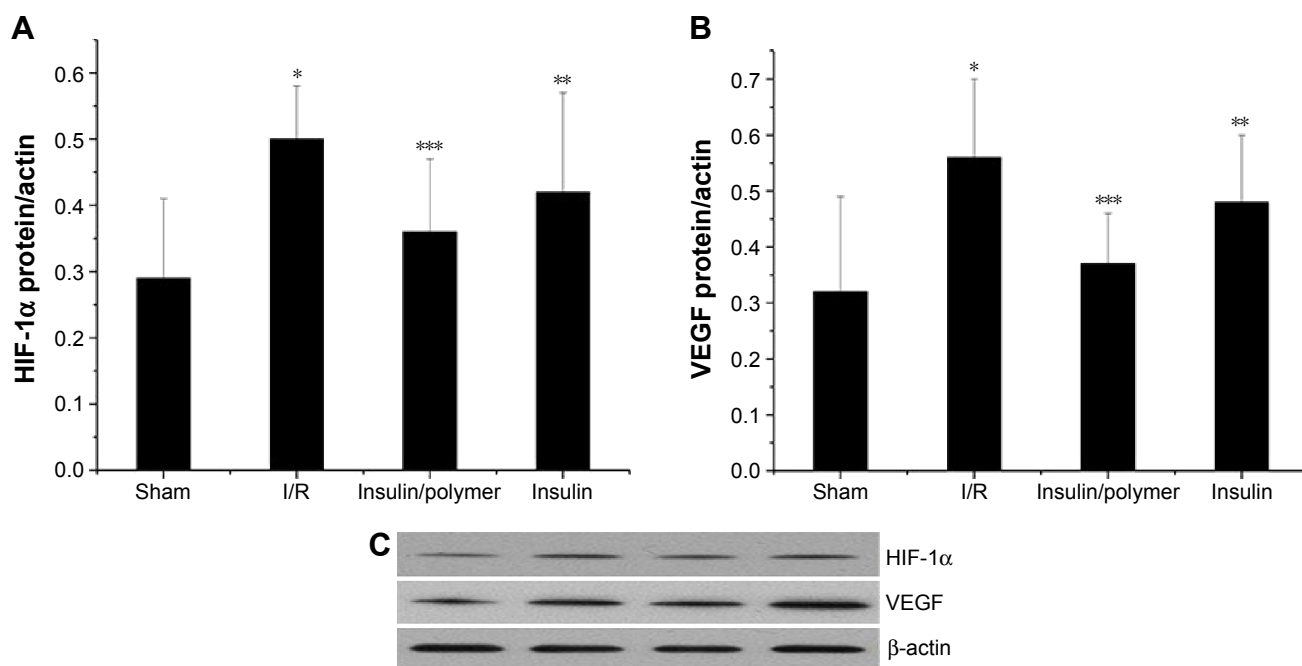 A
HIF-1α protein/actin
0.6
0.5
0.4
0.3
0.2
0.1
0.0
*
***
**
Sham
I/R
Insulin/polymer
Insulin
B
VEGF protein/actin
0.7
0.6
0.5
0.4
0.3
0.2
0.1
0.0
*
***
**
Sham
I/R
Insulin/polymer
Insulin
C
HIF-1α
VEGF
β-actin